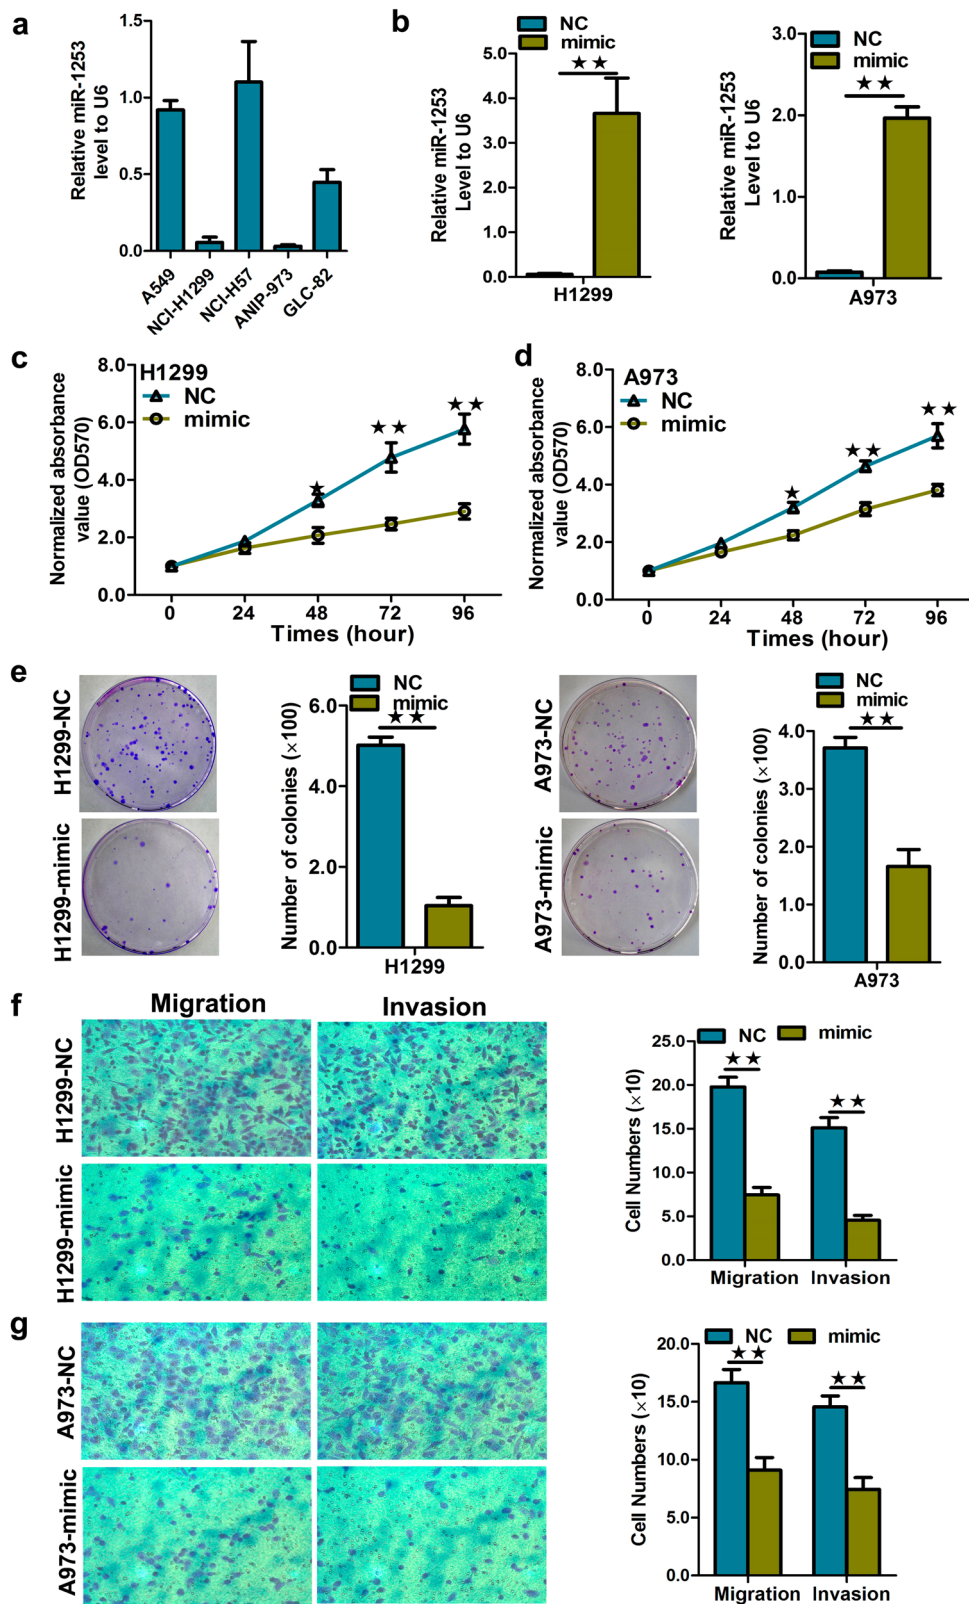 a
Relative miR-1253
level to U6
1.5
1.0
0.5
0.0
A549
NCI-H1299
NCI-H57
ANIP-973
GLC-82
b
NC
mimic
★★
Relative miR-1253
Level to U6
5.0
4.0
3.0
2.0
1.0
0.0
H1299
NC
mimic
★★
Relative miR-1253
Level to U6
3.0
2.0
1.0
0.0
A973
c
H1299
NC
mimic
Normalized absorbance
value (OD570)
8.0
6.0
4.0
2.0
0.0
★
★★
★★
0 24 48 72 96
Times (hour)
d
A973
NC
mimic
Normalized absorbance
value (OD570)
8.0
6.0
4.0
2.0
0.0
★
★★
★★
0 24 48 72 96
Times (hour)
e
H1299-NC
H1299-mimic
NC
mimic
★★
Number of colonies (×100)
6.0
4.0
2.0
0.0
H1299
A973-NC
A973-mimic
NC
mimic
★★
Number of colonies (×100)
4.0
3.0
2.0
1.0
0.0
A973
f
Migration Invasion
H1299-NC
H1299-mimic
NC mimic
★★
★★
Cell Numbers (×10)
25.0
20.0
15.0
10.0
5.0
0.0
Migration Invasion
g
A973-NC
A973-mimic
NC mimic
★★
★★
Cell Numbers (×10)
20.0
15.0
10.0
5.0
0.0
Migration Invasion